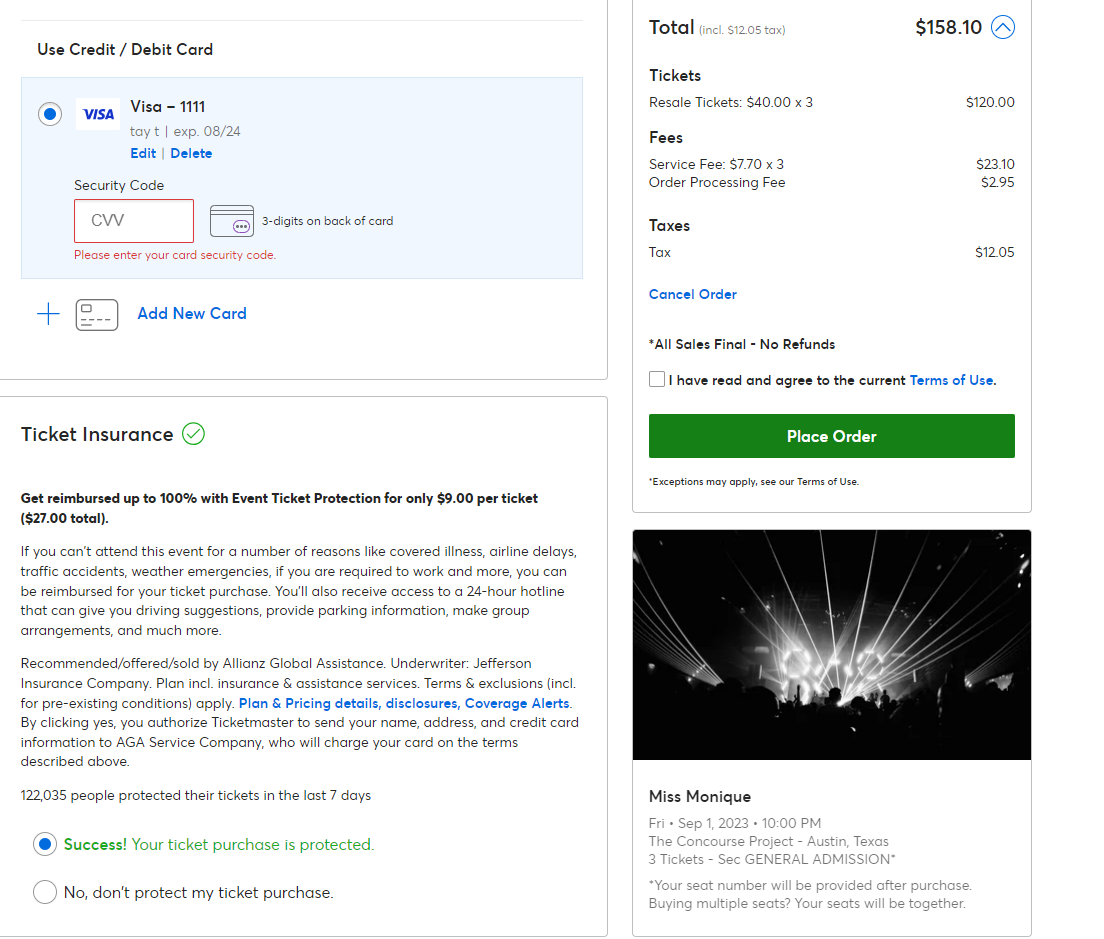 Use Credit / Debit Card
VISA
Visa – 1111
tay t | exp. 08/24
Edit | Delete
Security Code
CVV
3-digits on back of card
Please enter your card security code.
Add New Card
Ticket Insurance
Get reimbursed up to 100% with Event Ticket Protection for only $9.00 per ticket
($27.00 total).
If you can't attend this event for a number of reasons like covered illness, airline delays,
traffic accidents, weather emergencies, if you are required to work and more, you can
be reimbursed for your ticket purchase. You'll also receive access to a 24-hour hotline
that can give you driving suggestions, provide parking information, make group
arrangements, and much more.
Recommended/offered/sold by Allianz Global Assistance. Underwriter: Jefferson
Insurance Company. Plan incl. insurance & assistance services. Terms & exclusions (incl.
for pre-existing conditions) apply. Plan & Pricing details, disclosures, Coverage Alerts.
By clicking yes, you authorize Ticketmaster to send your name, address, and credit card
information to AGA Service Company, who will charge your card on the terms
described above.
122,035 people protected their tickets in the last 7 days
Success! Your ticket purchase is protected.
No, don't protect my ticket purchase.
Total (incl. $12.05 tax) $158.10
Tickets
Resale Tickets: $40.00 x 3 $120.00
Fees
Service Fee: $7.70 x 3 $23.10
Order Processing Fee $2.95
Taxes
Tax $12.05
Cancel Order
*All Sales Final - No Refunds
I have read and agree to the current Terms of Use.
Place Order
*Exceptions may apply, see our Terms of Use.
Miss Monique
Fri • Sep 1, 2023 • 10:00 PM
The Concourse Project - Austin, Texas
3 Tickets - Sec GENERAL ADMISSION*
*Your seat number will be provided after purchase.
Buying multiple seats? Your seats will be together.